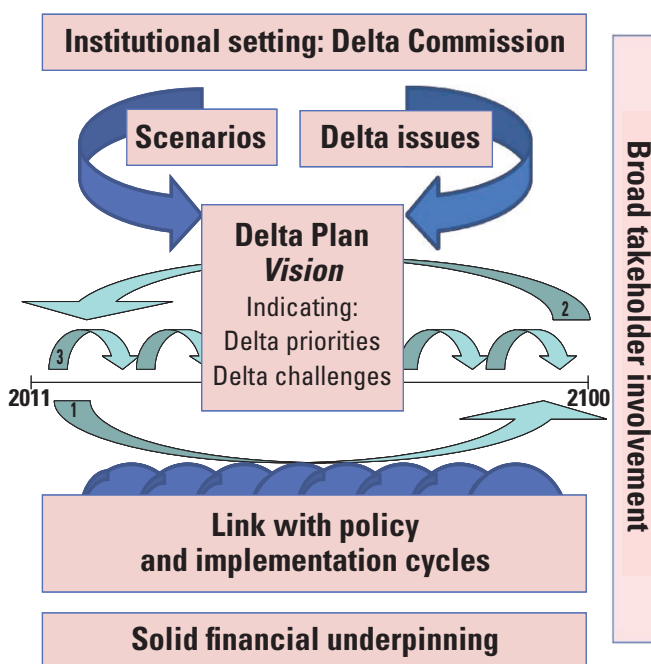 Institutional setting: Delta Commission
Scenarios
Delta issues
Delta Plan
Vision
Indicating:
Delta priorities
Delta challenges
2
3
2011
2100
1
Link with policy
and implementation cycles
Solid financial underpinning
Broad takeholder involvement